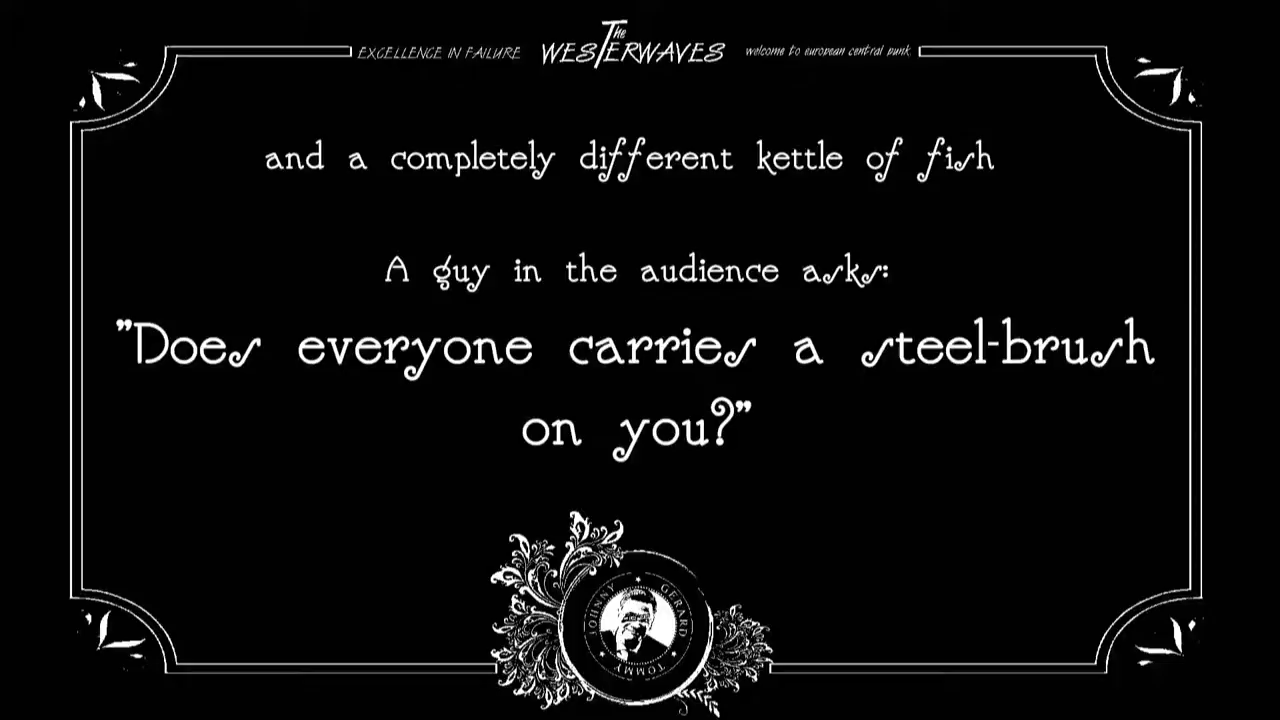 EXCELLENCE IN FAILURE The WESTERWAVES welcome to european central punk
and a completely different kettle of fish
A guy in the audience asks:
"Does everyone carries a steel-brush
on you?"
JOHNNY GERARD TOMMY